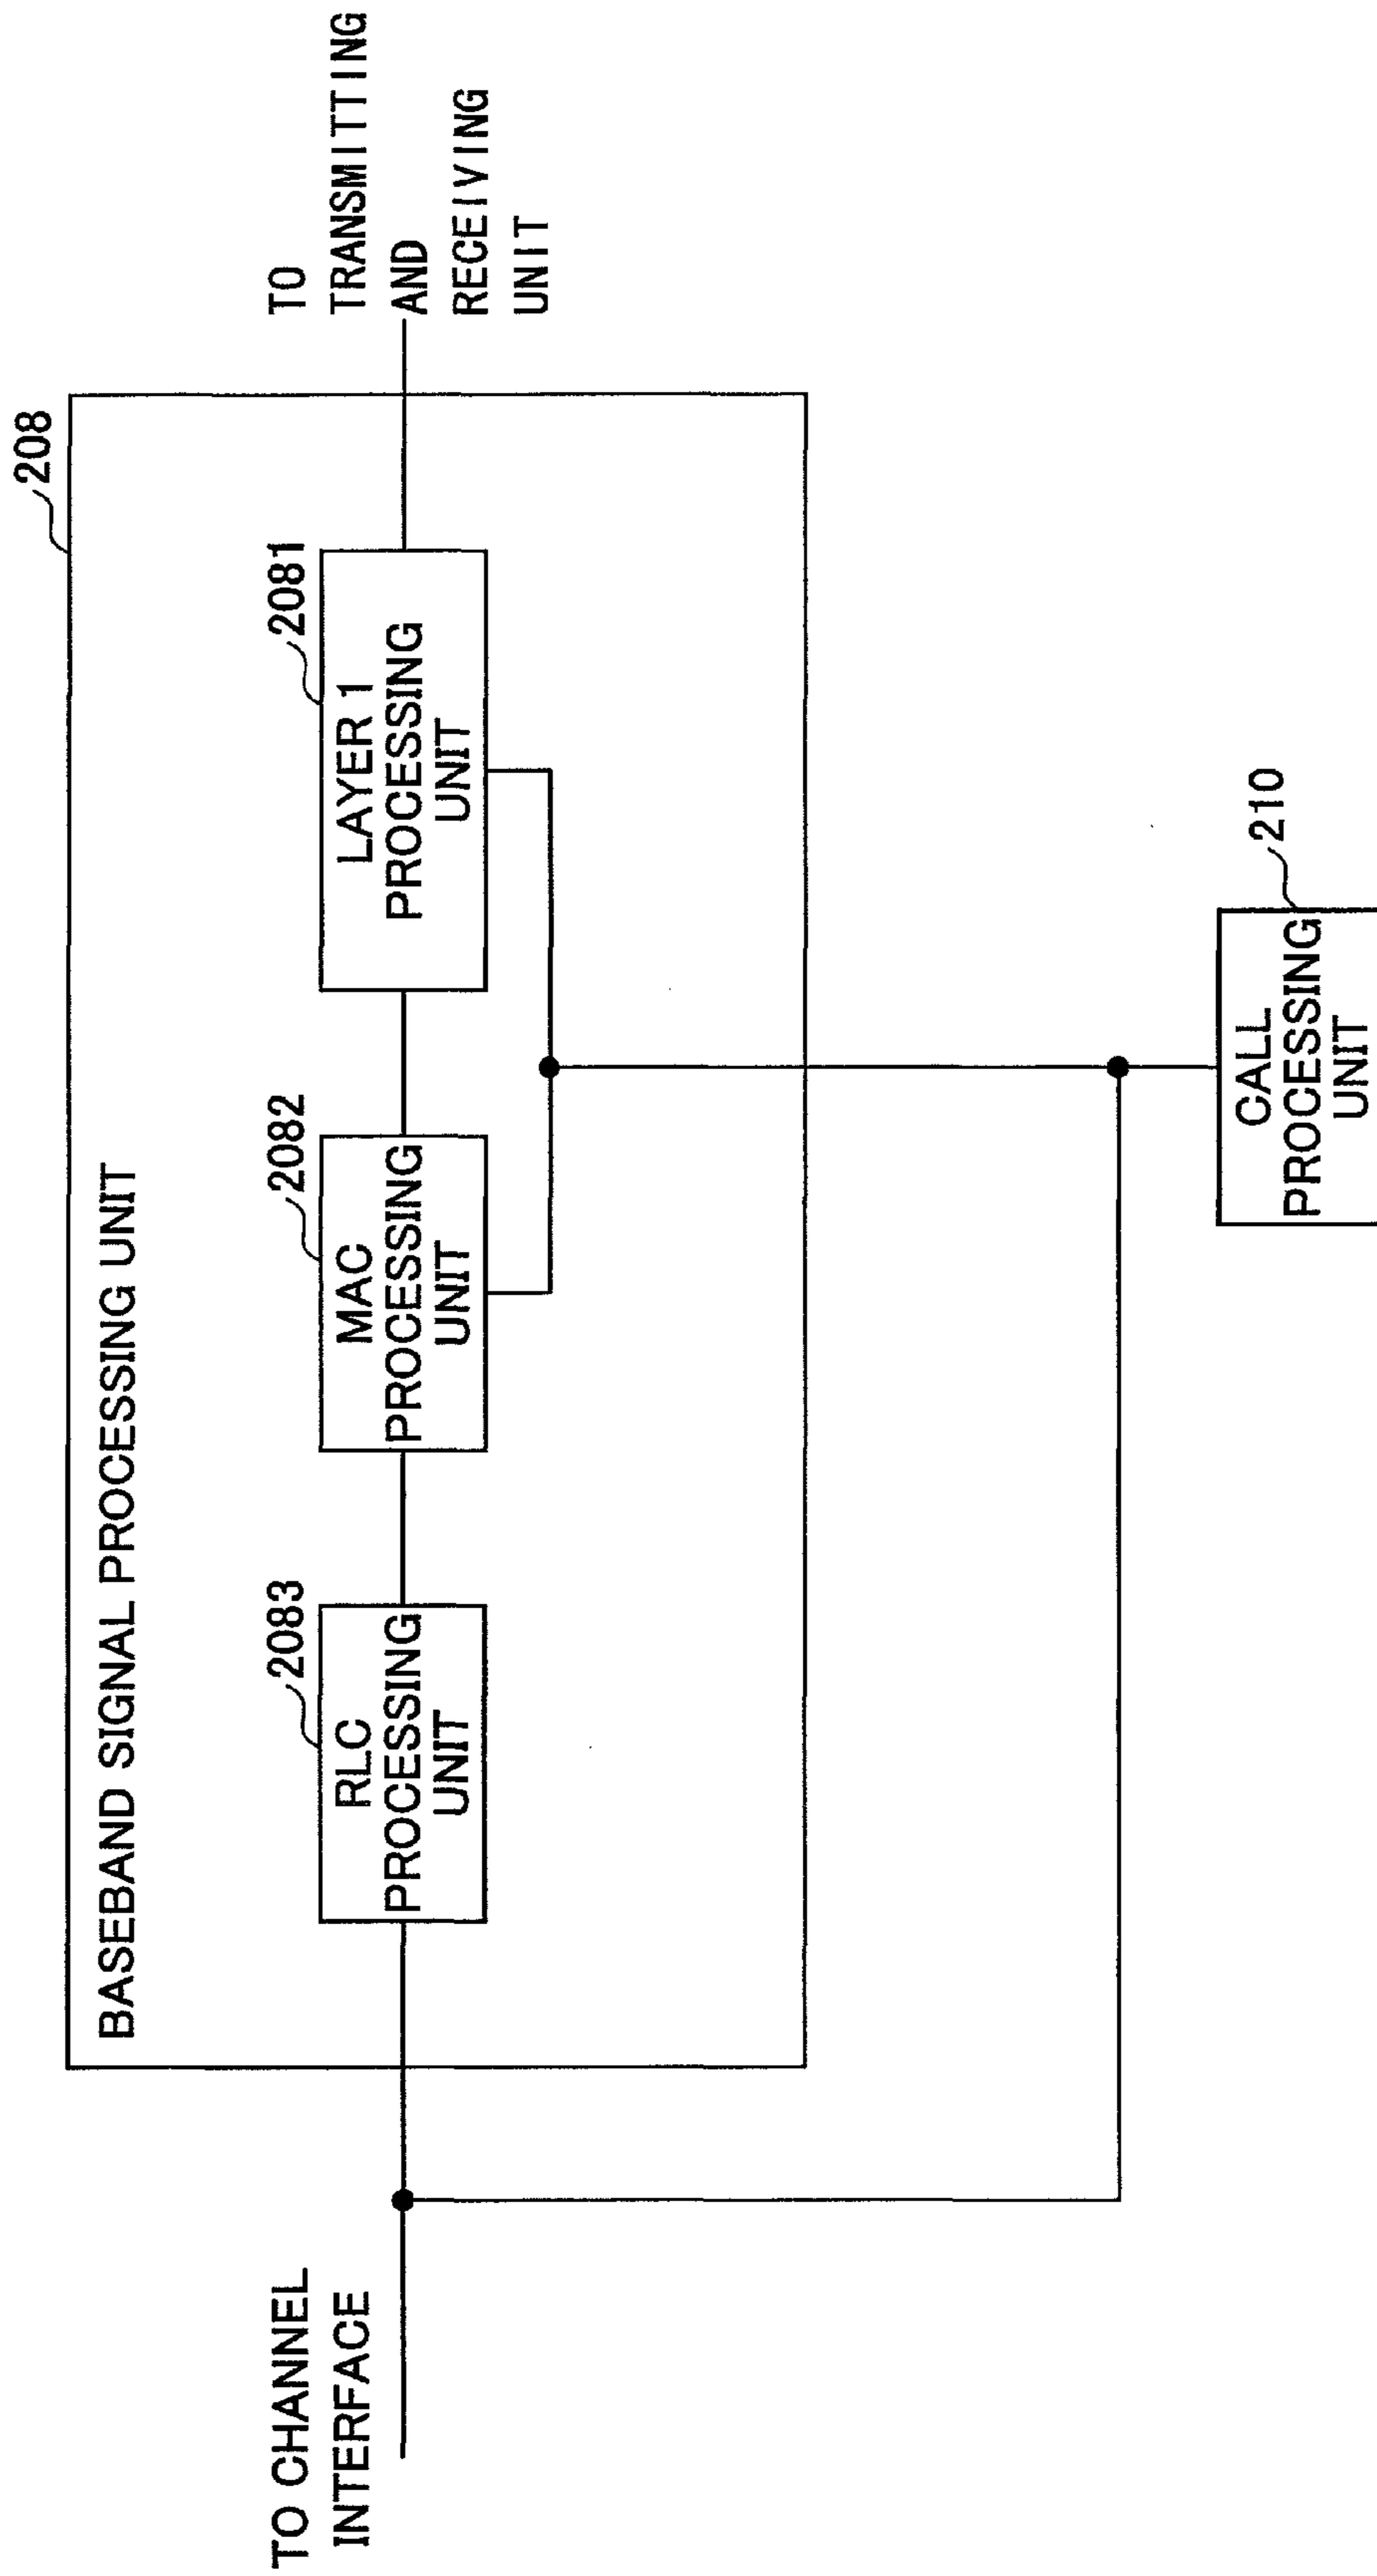 208
BASEBAND SIGNAL PROCESSING UNIT
TO CHANNEL
INTERFACE
2083
RLC
PROCESSING
UNIT
2082
MAC
PROCESSING
UNIT
2081
LAYER 1
PROCESSING
UNIT
TO
TRANSMITTING
AND
RECEIVING
UNIT
210
CALL
PROCESSING
UNIT